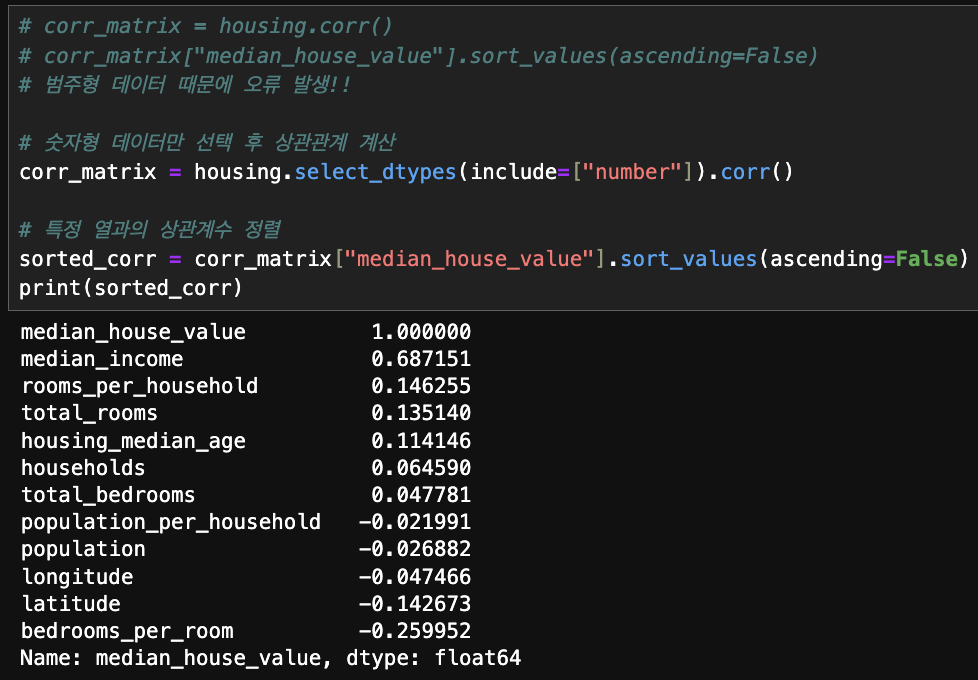 # corr_matrix = housing.corr()
# corr_matrix["median_house_value"].sort_values(ascending=False)
# 범주형 데이터 때문에 오류 발생!!
# 숫자형 데이터만 선택 후 상관관계 계산
corr_matrix = housing.select_dtypes(include=["number"]).corr()
# 특정 열과의 상관계수 정렬
sorted_corr = corr_matrix["median_house_value"].sort_values(ascending=False)
print(sorted_corr)
median_house_value 1.000000
median_income 0.687151
rooms_per_household 0.146255
total_rooms 0.135140
housing_median_age 0.114146
households 0.064590
total_bedrooms 0.047781
population_per_household -0.021991
population -0.026882
longitude -0.047466
latitude -0.142673
bedrooms_per_room -0.259952
Name: median_house_value, dtype: float64